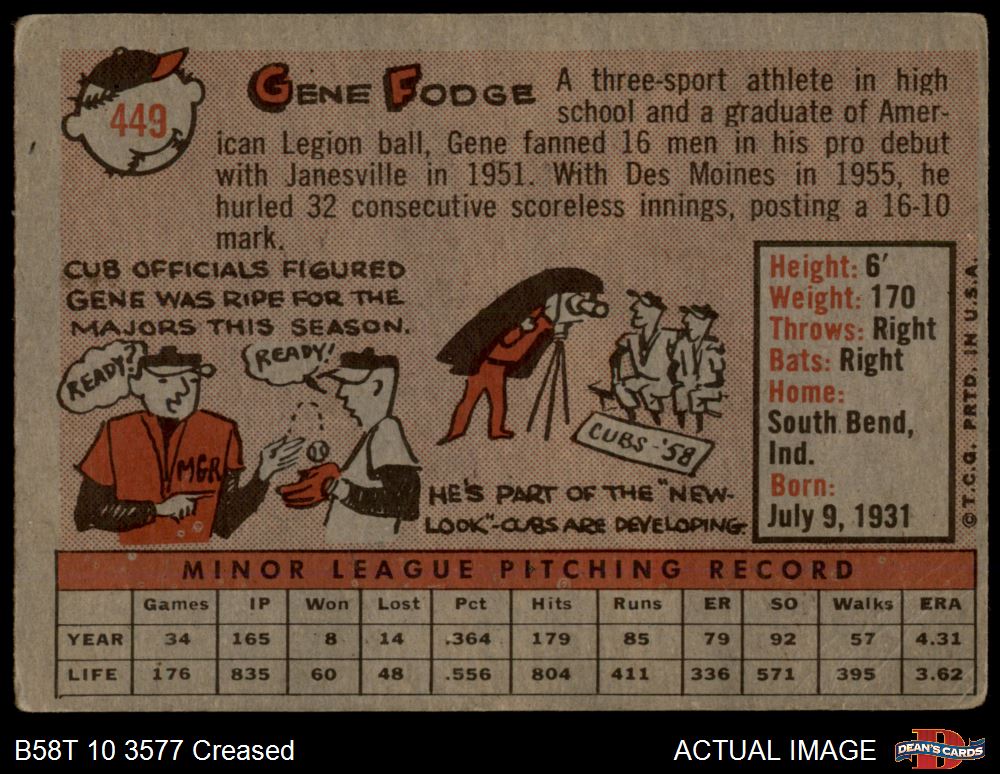 449
GENE FODGE
A three-sport athlete in high
school and a graduate of Amer-
ican Legion ball, Gene fanned 16 men in his pro debut
with Janesville in 1951. With Des Moines in 1955, he
hurled 32 consecutive scoreless innings, posting a 16-10
mark.
CUB OFFICIALS FIGURED
GENE WAS RIPE FOR THE
MAJORS THIS SEASON.
READY?
READY!
MGR
CUBS-'58
HE'S PART OF THE "NEW-
LOOK"-CUBS ARE DEVELOPING.
Height: 6'
Weight: 170
Throws: Right
Bats: Right
Home:
South Bend,
Ind.
Born:
July 9, 1931
© T.C.G. PRTD. IN U.S.A.
MINOR LEAGUE PITCHING RECORD
Games IP Won Lost Pct Hits Runs ER SO Walks ERA
YEAR 34 165 8 14 .364 179 85 79 92 57 4.31
LIFE 176 835 60 48 .556 804 411 336 571 395 3.62
B58T 10 3577 Creased
ACTUAL IMAGE
D
DEAN'S CARDS